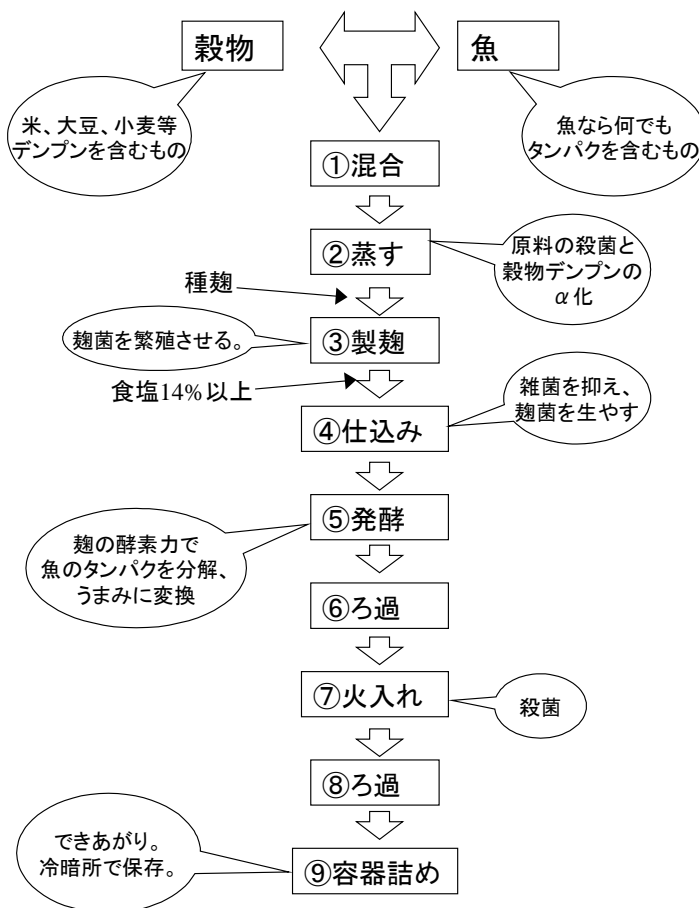 穀物
魚
米、大豆、小麦等
デンプンを含むもの
魚なら何でも
タンパクを含むもの
①混合
②蒸す
原料の殺菌と
穀物デンプンの
α化
種麹
③製麹
麹菌を繁殖させる。
食塩14%以上
④仕込み
雑菌を抑え、
麹菌を生やす
⑤発酵
麹の酵素力で
魚のタンパクを分解、
うまみに変換
⑥ろ過
⑦火入れ
殺菌
⑧ろ過
できあがり。
冷暗所で保存。
⑨容器詰め